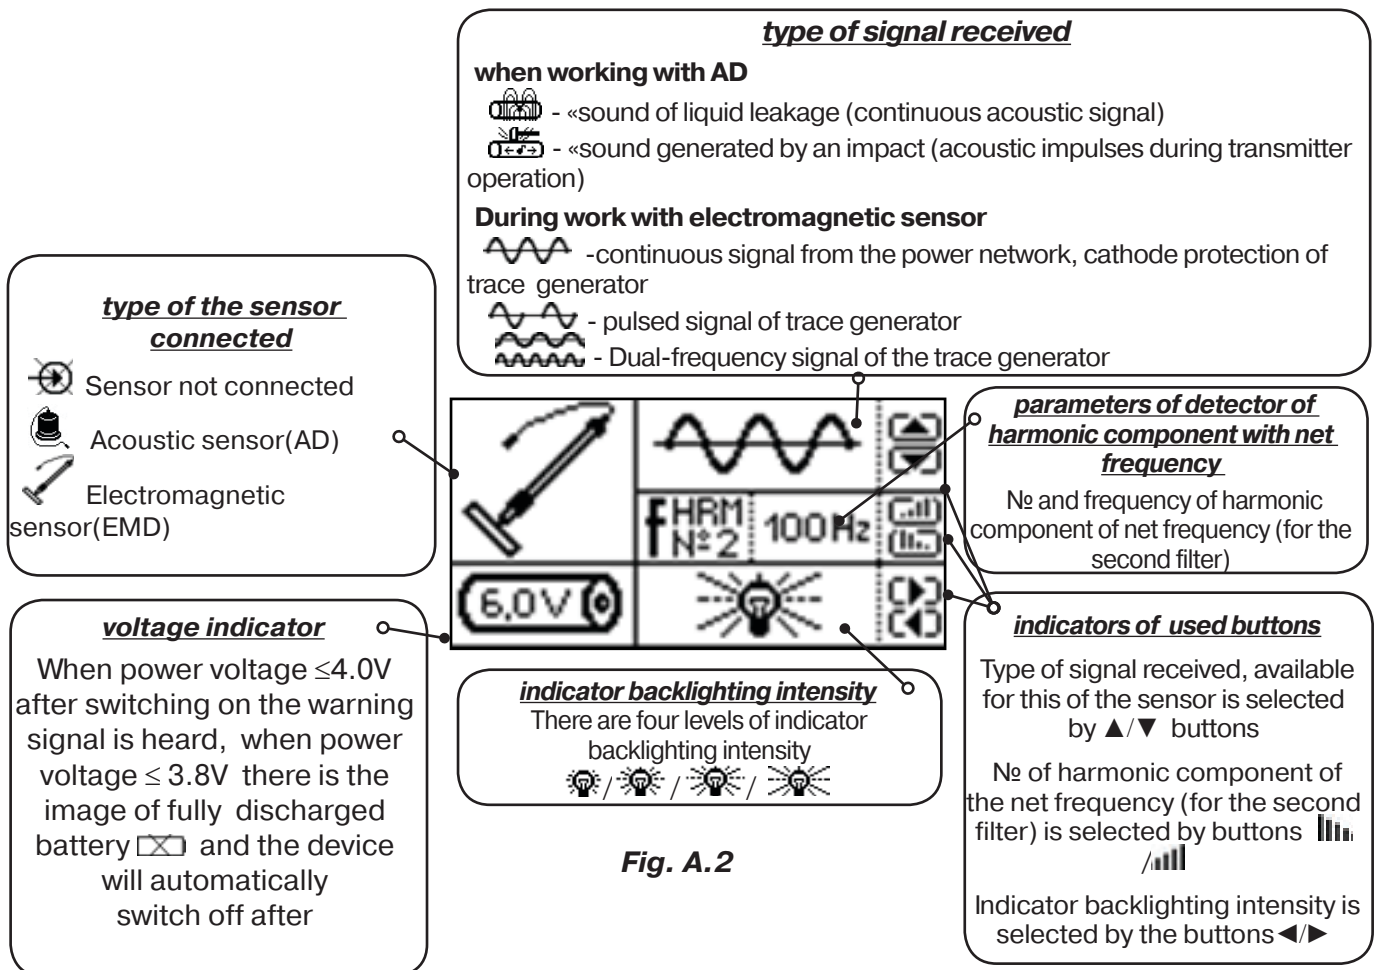 type of signal received
when working with AD
- «sound of liquid leakage (continuous acoustic signal)
- «sound generated by an impact (acoustic impulses during transmitter
operation)
During work with electromagnetic sensor
-continuous signal from the power network, cathode protection of
trace generator
- pulsed signal of trace generator
- Dual-frequency signal of the trace generator
type of the sensor
connected
Sensor not connected
Acoustic sensor(AD)
Electromagnetic
sensor(EMD)
f HRM
№2
100Hz
6,0V
parameters of detector of
harmonic component with net
frequency
№ and frequency of harmonic
component of net frequency (for the
second filter)
voltage indicator
When power voltage ≤4.0V
after switching on the warning
signal is heard, when power
voltage ≤ 3.8V there is the
image of fully discharged
battery and the device
will automatically
switch off after
indicator backlighting intensity
There are four levels of indicator
backlighting intensity
/ / /
indicators of used buttons
Type of signal received, available
for this of the sensor is selected
by ▲/▼ buttons
№ of harmonic component of
the net frequency (for the second
filter) is selected by buttons
/
Indicator backlighting intensity is
selected by the buttons ◄/►
Fig. A.2